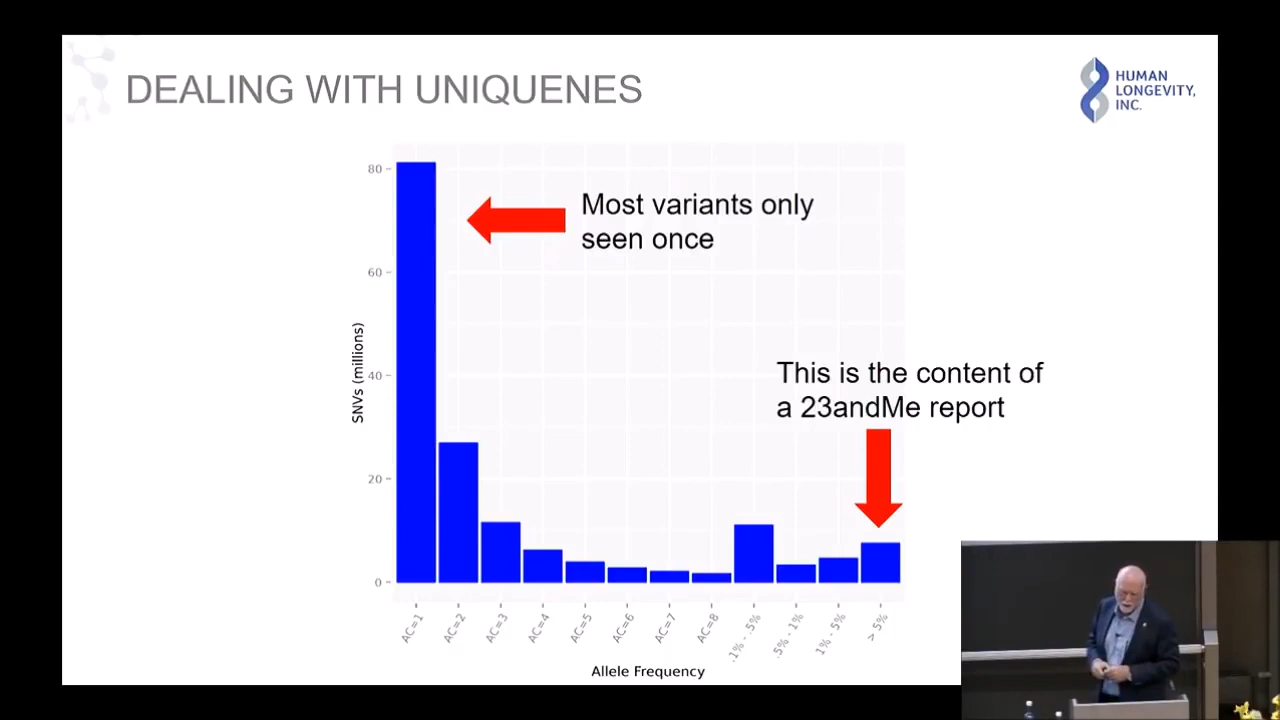 DEALING WITH UNIQUENES
HUMAN
LONGEVITY,
INC.
Most variants only
seen once
This is the content of
a 23andMe report
SNVs (millions)
80
60
40
20
0
AC=1
AC=2
AC=3
AC=4
AC=5
AC=6
AC=7
AC=8
.1% - .5%
.5% - 1%
1% - 5%
> 5%
Allele Frequency